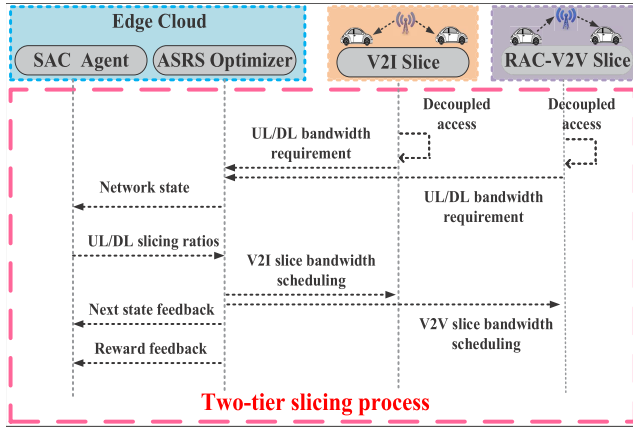 Edge Cloud
SAC Agent
ASRS Optimizer
V2I Slice
RAC-V2V Slice
Decoupled
access
Decoupled
access
UL/DL bandwidth
requirement
Network state
UL/DL bandwidth
requirement
UL/DL slicing ratios
V2I slice bandwidth
scheduling
Next state feedback
V2V slice bandwidth
scheduling
Reward feedback
Two-tier slicing process